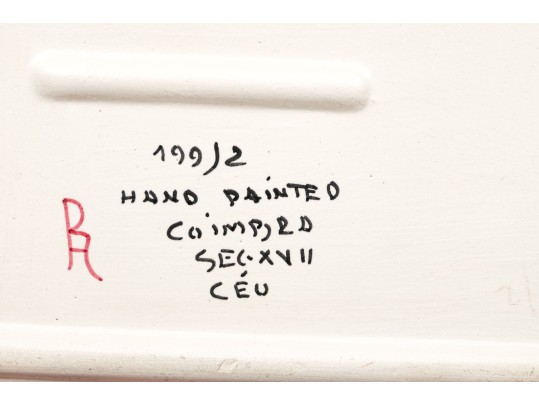 199/2
HAND PAINTED
COIMBRA
SEC. XVII
CÉU